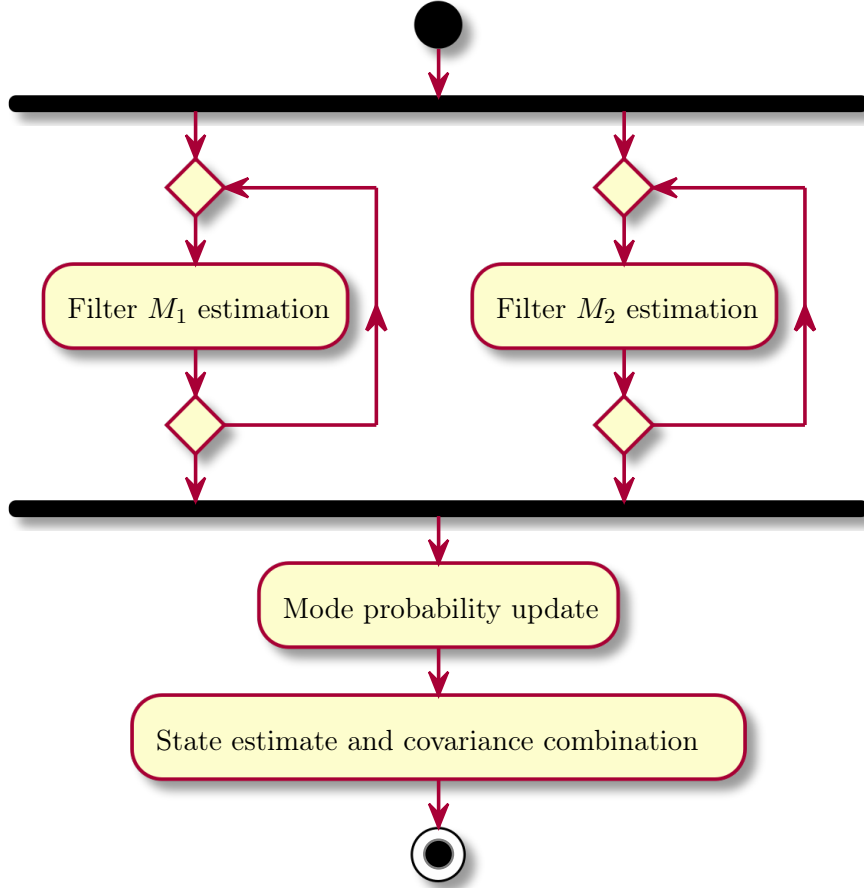 Filter M₁ estimation
Filter M₂ estimation
Mode probability update
State estimate and covariance combination